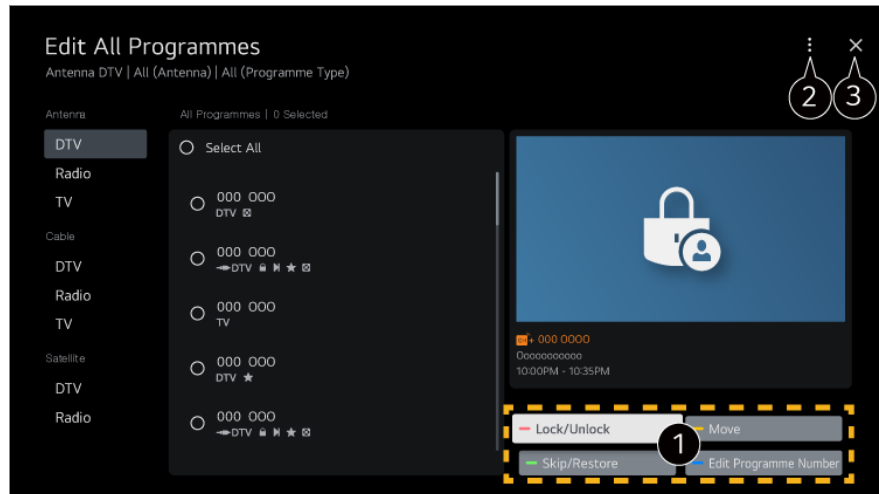 Edit All Programmes
Antenna DTV | All (Antenna) | All (Programme Type)
2
3
Antenna
DTV
Radio
TV
Cable
DTV
Radio
TV
Satellite
DTV
Radio
All Programmes | 0 Selected
Select All
000 000
DTV
000 000
DTV
000 000
TV
000 000
DTV
000 000
DTV
+ 000 0000
Ooooooooooo
10:00PM - 10:35PM
Lock/Unlock
Move
1
Skip/Restore
Edit Programme Number